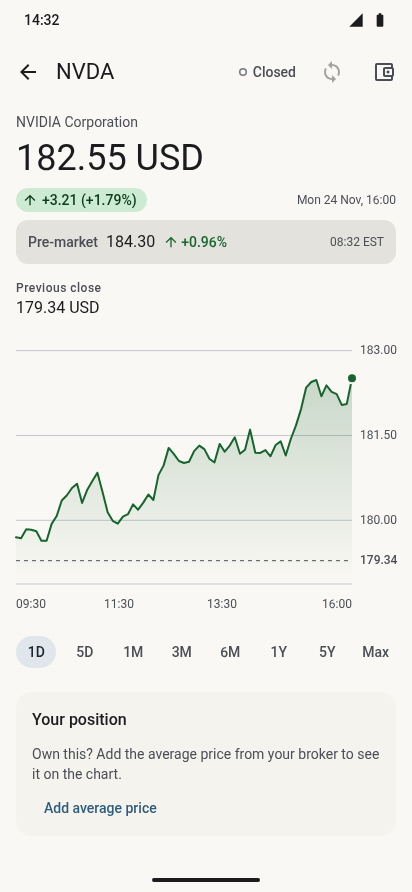 14:32
NVDA
Closed
NVIDIA Corporation
182.55 USD
+3.21 (+1.79%)
Mon 24 Nov, 16:00
Pre-market 184.30 +0.96%
08:32 EST
Previous close
179.34 USD
183.00
181.50
180.00
179.34
09:30 11:30 13:30 16:00
1D 5D 1M 3M 6M 1Y 5Y Max
Your position
Own this? Add the average price from your broker to see
it on the chart.
Add average price